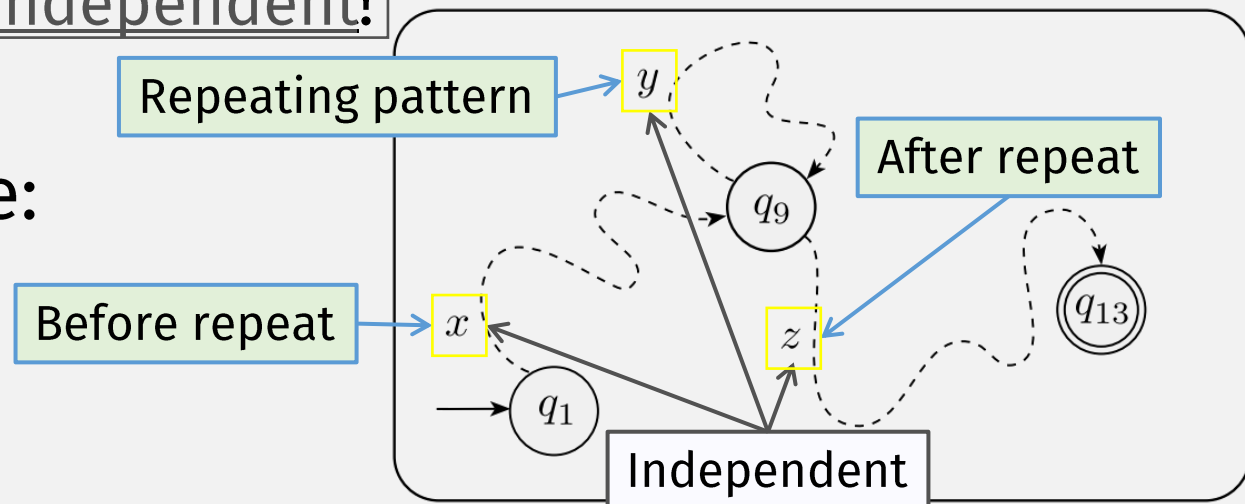 independent!
Repeating pattern
y
After repeat
e:
q9
Before repeat
x
z
q13
q1
Independent